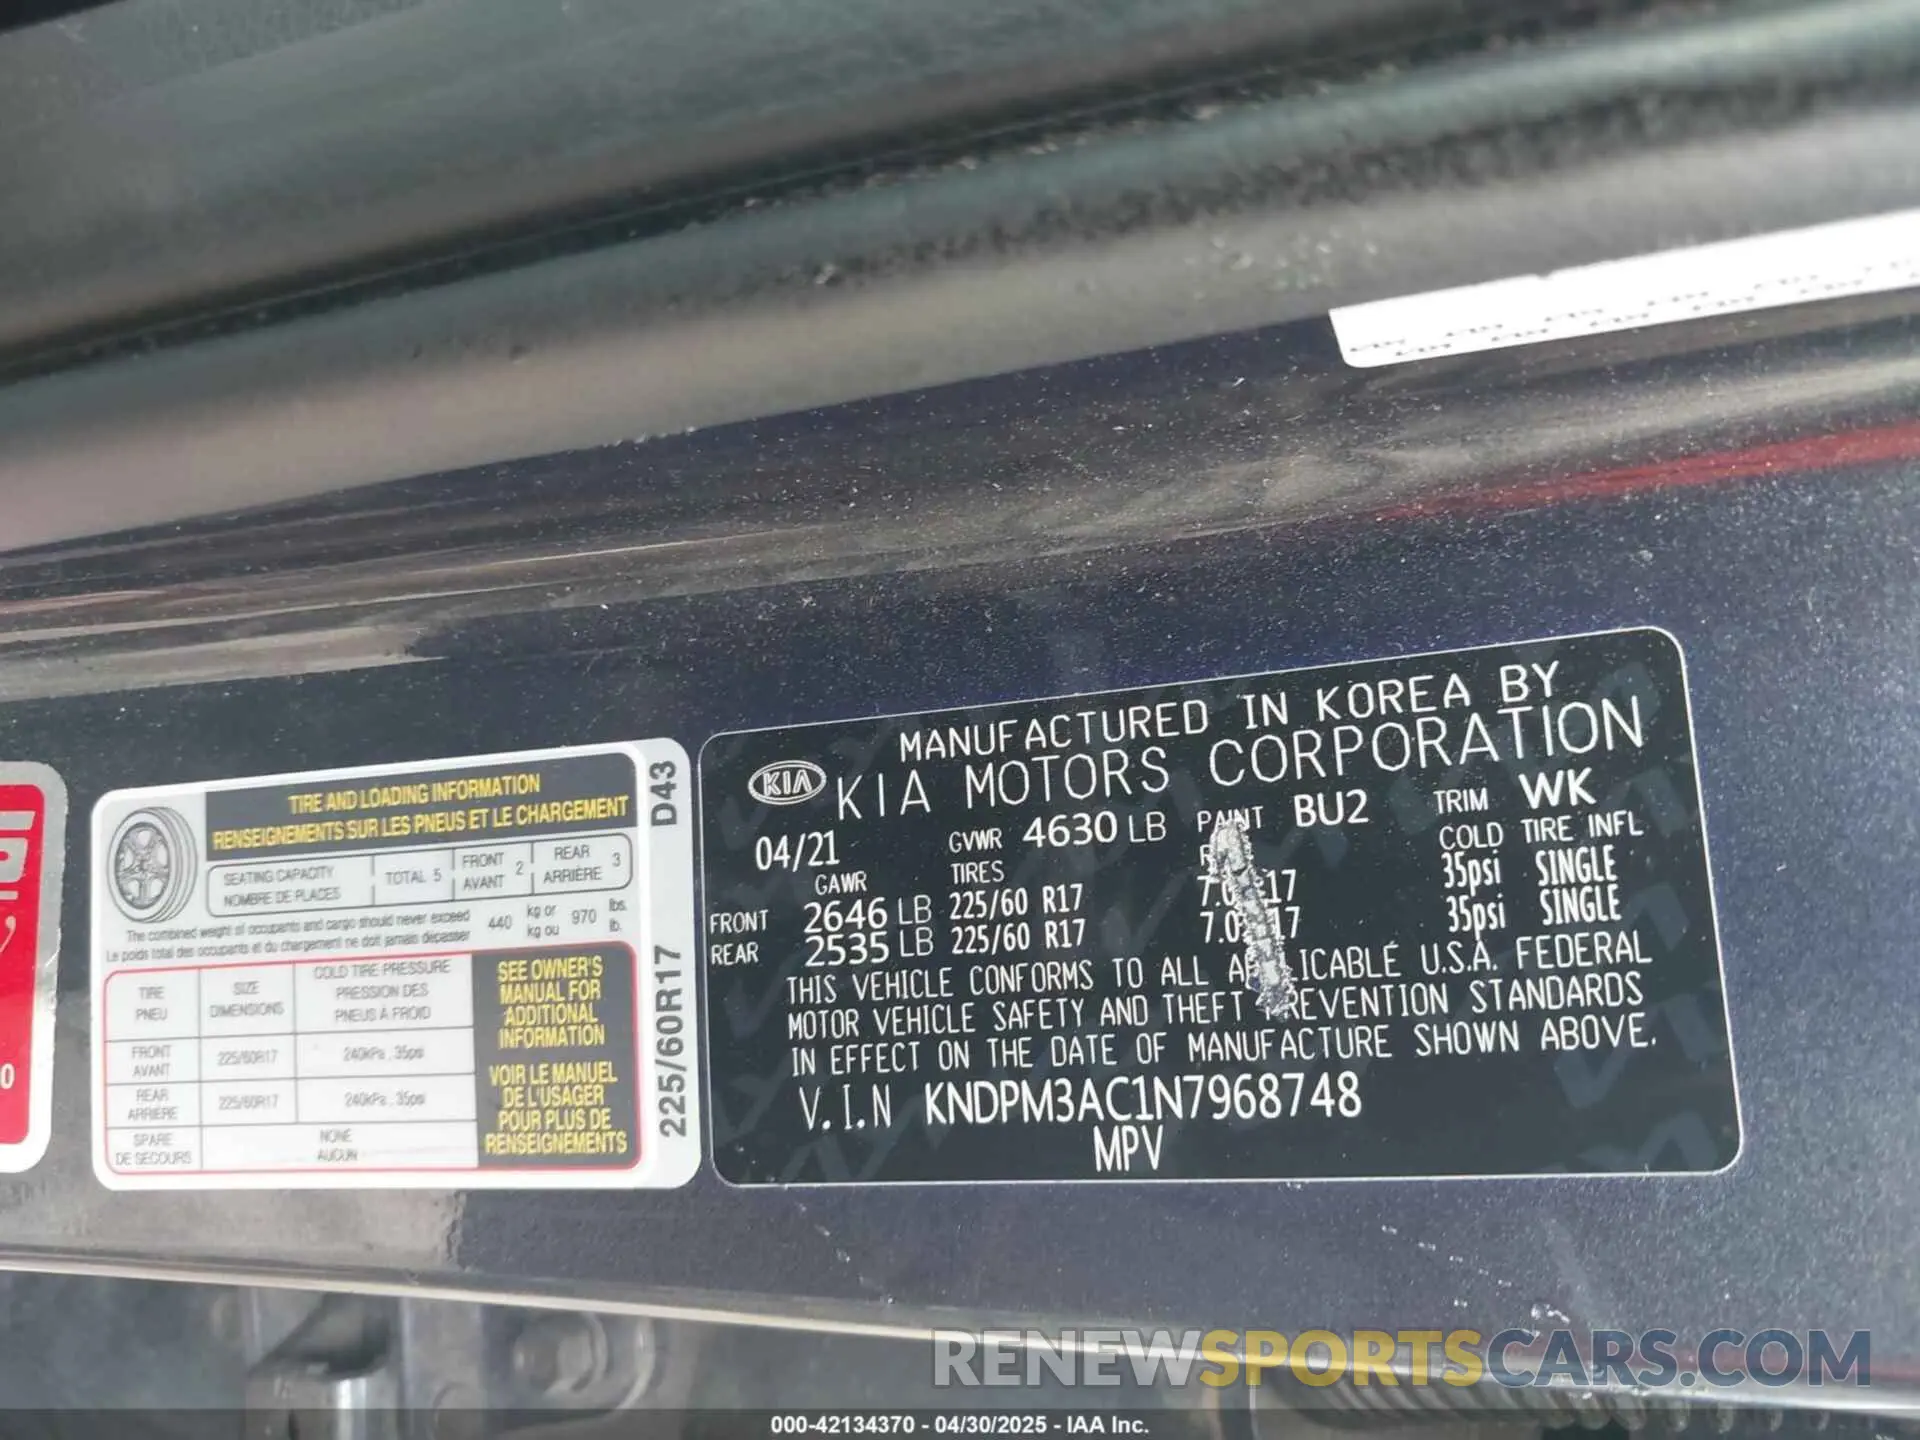 TIRE AND LOADING INFORMATION
RENSEIGNEMENTS SUR LES PNEUS ET LE CHARGEMENT
SEATING CAPACITY
NOMBRE DE PLACES
TOTAL 5
FRONT AVANT 2
REAR ARRIÈRE 3
The combined weight of occupants and cargo should never exceed
Le poids total des occupants et du chargement ne doit jamais dépasser
440 kg or kg ou 970 lbs. lb.
TIRE PNEU
SIZE DIMENSIONS
COLD TIRE PRESSURE
PRESSION DES
PNEUS À FROID
FRONT AVANT 225/60R17 240kPa, 35psi
REAR ARRIÈRE 225/60R17 240kPa, 35psi
SPARE DE SECOURS NONE AUCUN
SEE OWNER'S
MANUAL FOR
ADDITIONAL
INFORMATION
VOIR LE MANUEL
DE L'USAGER
POUR PLUS DE
RENSEIGNEMENTS
225/60R17 D43
MANUFACTURED IN KOREA BY
KIA KIA MOTORS CORPORATION
04/21 GVWR 4630 LB PAINT BU2 TRIM WK
GAWR TIRES COLD TIRE INFL
FRONT 2646 LB 225/60 R17 35psi SINGLE
REAR 2535 LB 225/60 R17 35psi SINGLE
THIS VEHICLE CONFORMS TO ALL APPLICABLE U.S.A. FEDERAL
MOTOR VEHICLE SAFETY AND THEFT PREVENTION STANDARDS
IN EFFECT ON THE DATE OF MANUFACTURE SHOWN ABOVE.
V.I.N KNDPM3AC1N7968748
MPV
RENEWSPORTSCARS.COM
000-42134370 - 04/30/2025 - IAA Inc.